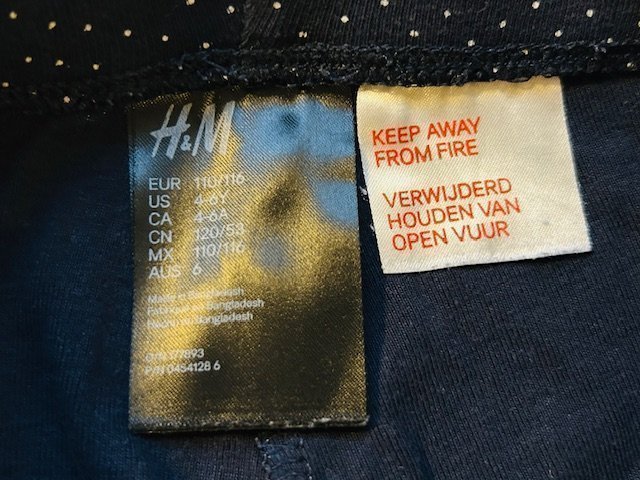 H&M
EUR 110/116
US 4-6Y
CA 4-6A
CN 120/53
MX 110/116
AUS 6
Made in Bangladesh
Fabriqué au Bangladesh
Hecho en Bangladesh
O/N 177893
P/N 0454128 6
KEEP AWAY
FROM FIRE
VERWIJDERD
HOUDEN VAN
OPEN VUUR